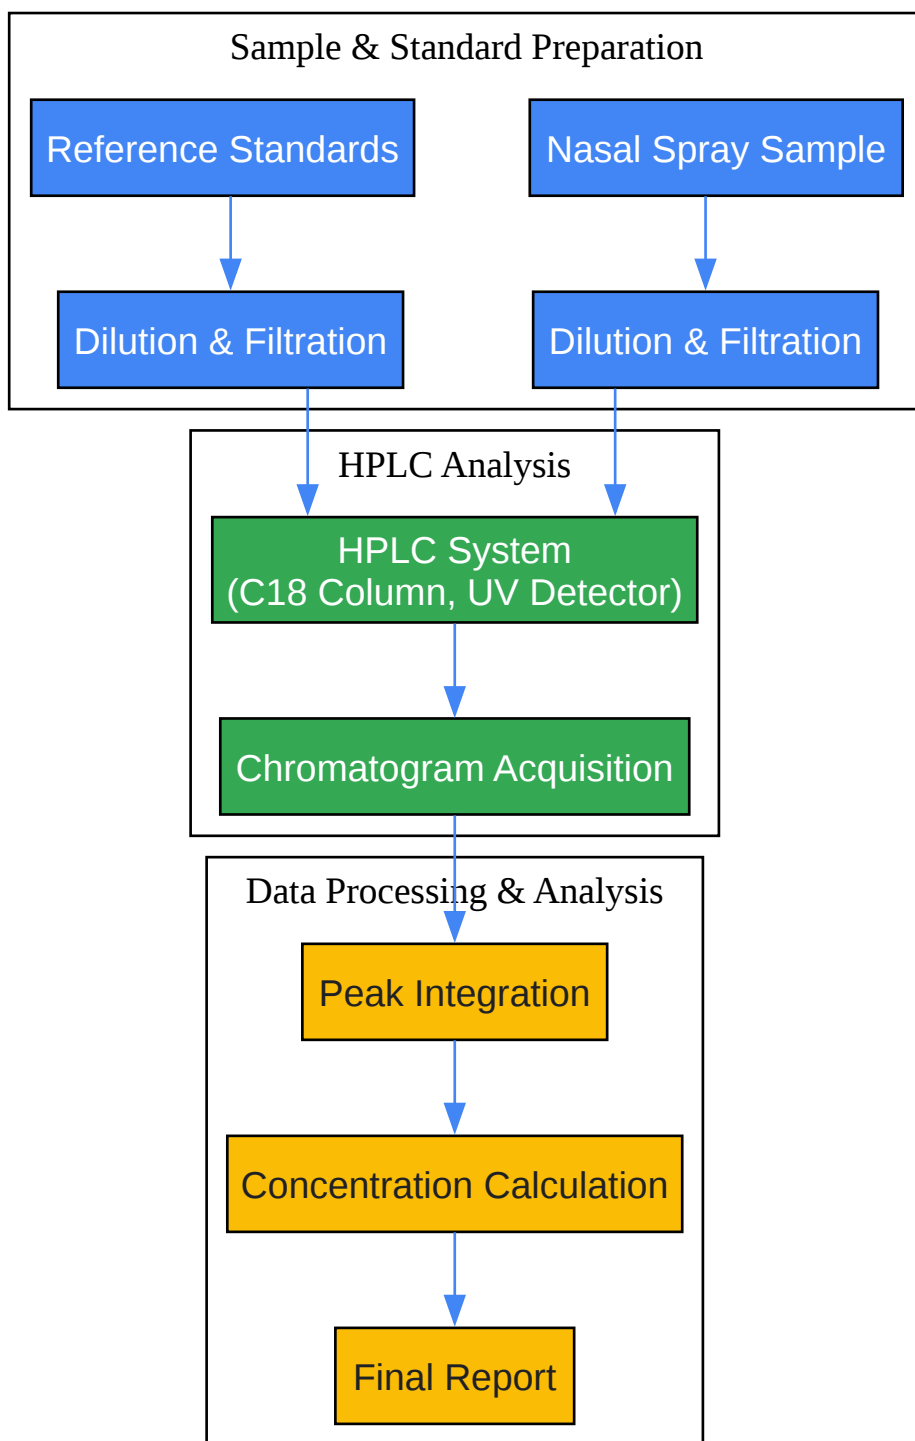 Sample & Standard Preparation
Reference Standards
Nasal Spray Sample
Dilution & Filtration
Dilution & Filtration
HPLC Analysis
HPLC System
(C18 Column, UV Detector)
Chromatogram Acquisition
Data Processing & Analysis
Peak Integration
Concentration Calculation
Final Report